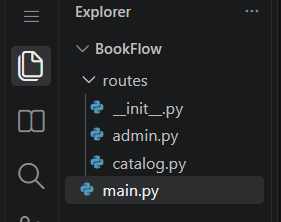 Explorer
BookFlow
routes
__init__.py
admin.py
catalog.py
main.py